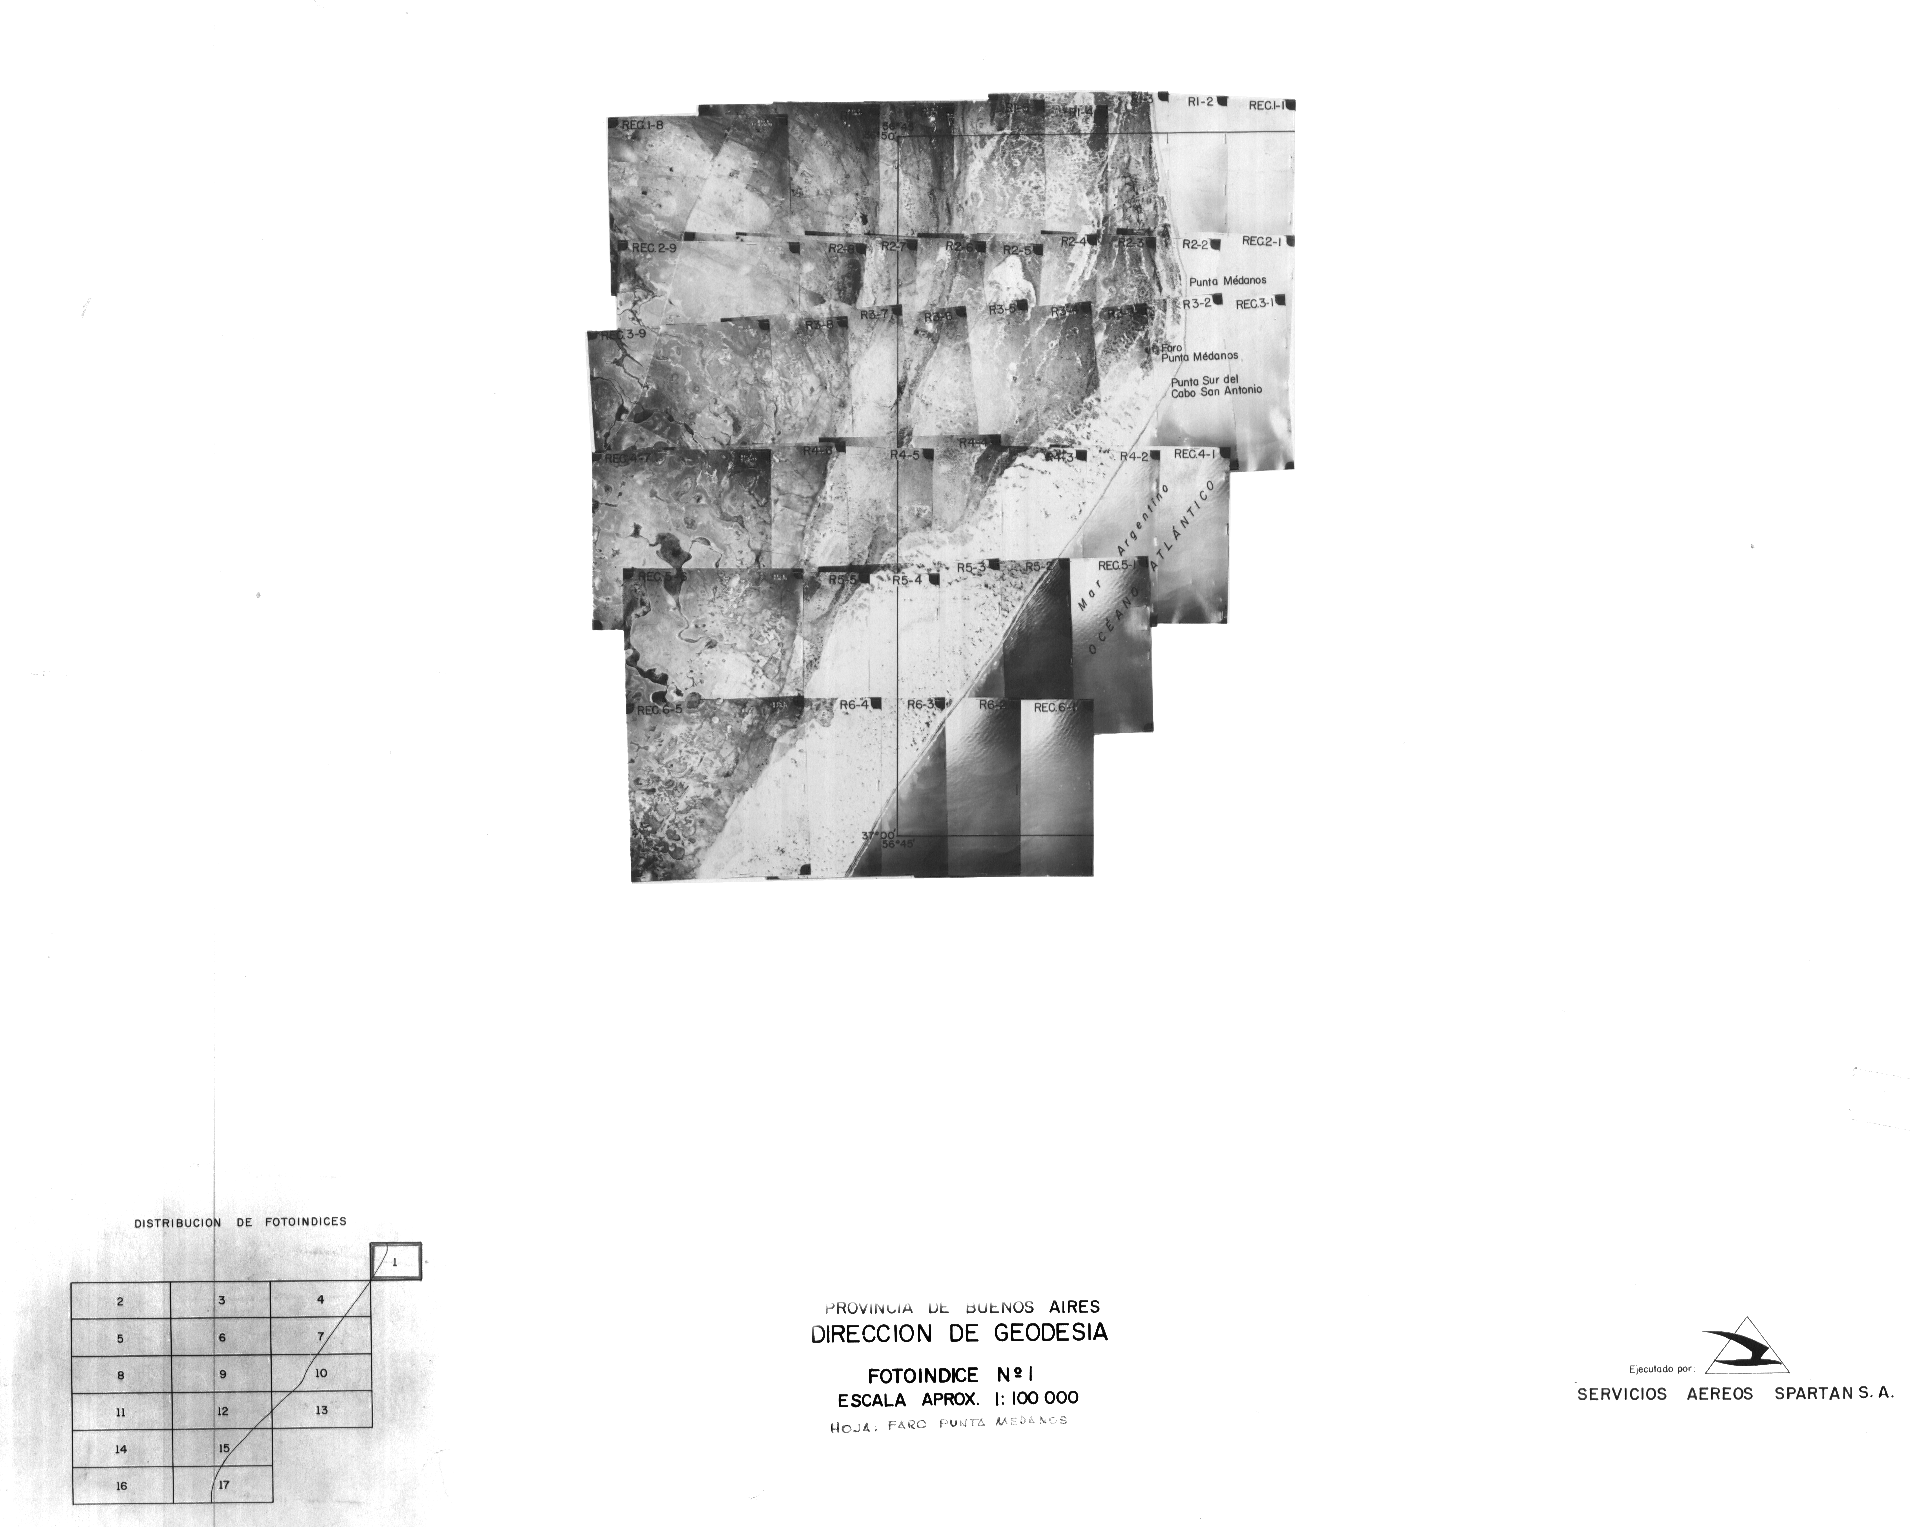 REC.1-8
R1-5
R1-4
R1-3
R1-2
REC.1-1
56°45'
50'
REC. 2-9
R2-8
R2-7
R2-6
R2-5
R2-4
R2-3
R2-2
REC.2-1
Punta Médanos
REC.3-9
R3-8
R3-7
R3-6
R3-5
R3-4
R3-3
R3-2
REC.3-1
Faro
Punta Médanos
Punta Sur del
Cabo San Antonio
REC.4-7
R4-6
R4-5
R4-4
R4-3
R4-2
REC.4-1
Mar Argentino
OCÉANO ATLÁNTICO
REC.5-6
R5-5
R5-4
R5-3
R5-2
REC.5-1
REC.6-5
R6-4
R6-3
R6-2
REC.6-1
37°00'
56°45'
DISTRIBUCION DE FOTOINDICES
1
2 3 4
5 6 7
8 9 10
11 12 13
14 15
16 17
PROVINCIA DE BUENOS AIRES
DIRECCION DE GEODESIA
FOTOINDICE Nº 1
ESCALA APROX. 1: 100 000
HOJA: FARO PUNTA MEDANOS
Ejecutado por:
SERVICIOS AEREOS SPARTAN S. A.